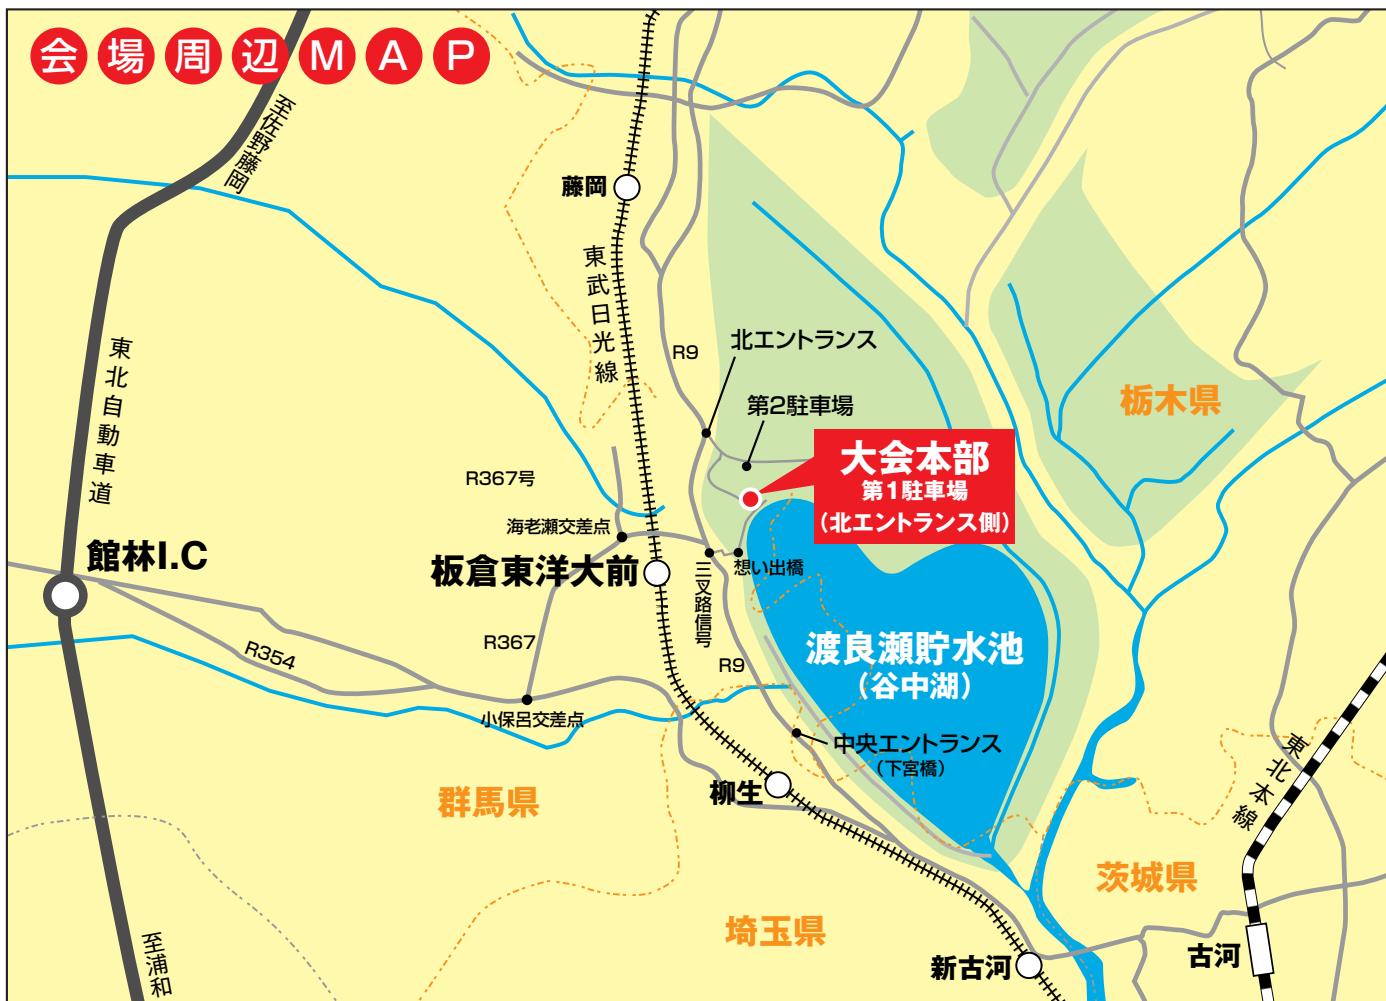 会場周辺MAP
至佐野藤岡
藤岡
東武日光線
東北自動車道
R9
北エントランス
第2駐車場
栃木県
大会本部
第1駐車場
(北エントランス側)
R367号
海老瀬交差点
館林I.C
板倉東洋大前
三叉路信号
想い出橋
R354
R367
R9
渡良瀬貯水池
(谷中湖)
小保呂交差点
中央エントランス
(下宮橋)
東北本線
柳生
群馬県
茨城県
埼玉県
至浦和
新古河
古河